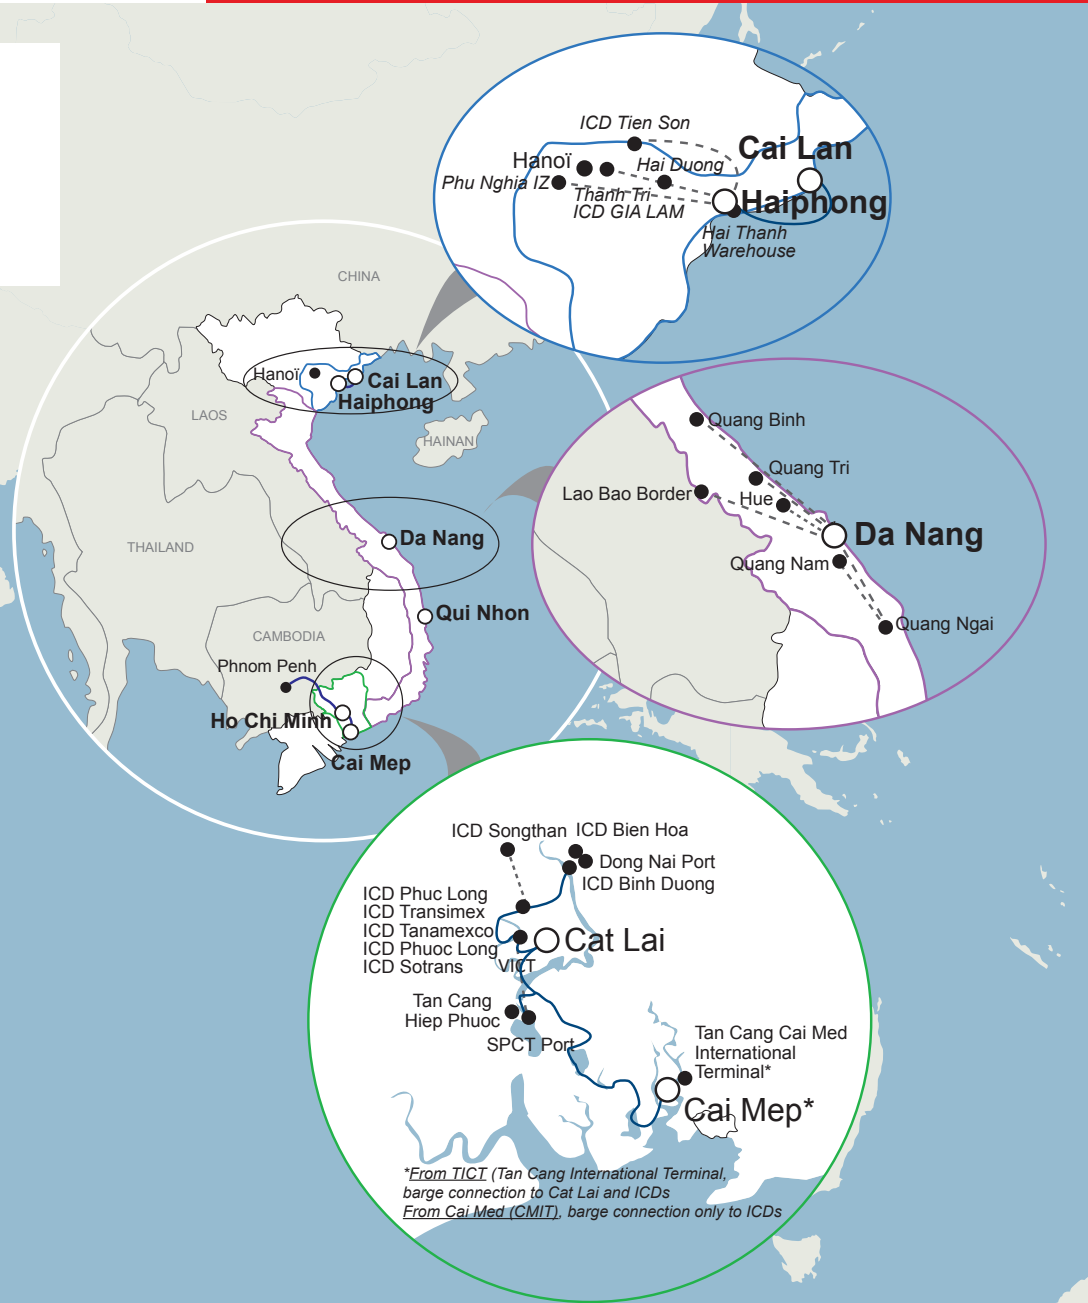 ICD Tien Son
Cai Lan
Hanoï
Hai Duong
Phu Nghia IZ
Thanh Tri
ICD GIA LAM
Haiphong
Hai Thanh
Warehouse
CHINA
Hanoï
Cai Lan
Haiphong
LAOS
HAINAN
Quang Binh
Quang Tri
Lao Bao Border
Hue
Da Nang
Quang Nam
Quang Ngai
Da Nang
THAILAND
Qui Nhon
CAMBODIA
Phnom Penh
Ho Chi Minh
Cai Mep
ICD Songthan
ICD Bien Hoa
Dong Nai Port
ICD Binh Duong
ICD Phuc Long
ICD Transimex
ICD Tanamexco
ICD Phuoc Long
ICD Sotrans
Cat Lai
VICT
Tan Cang
Hiep Phuoc
SPCT Port
Tan Cang Cai Med
International
Terminal*
Cai Mep*
*From TICT (Tan Cang International Terminal,
barge connection to Cat Lai and ICDs
From Cai Med (CMIT), barge connection only to ICDs